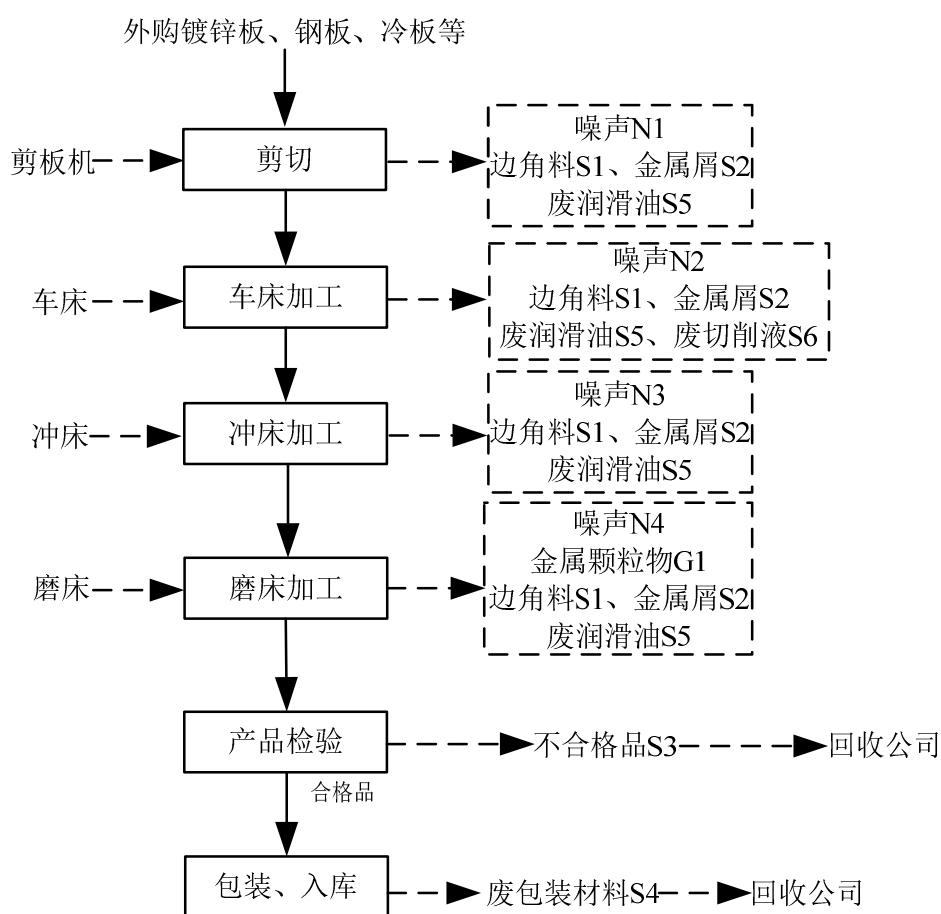 外购镀锌板、钢板、冷板等
剪板机
剪切
噪声N1
边角料S1、金属屑S2
废润滑油S5
车床
车床加工
噪声N2
边角料S1、金属屑S2
废润滑油S5、废切削液S6
冲床
冲床加工
噪声N3
边角料S1、金属屑S2
废润滑油S5
磨床
磨床加工
噪声N4
金属颗粒物G1
边角料S1、金属屑S2
废润滑油S5
产品检验
不合格品S3
回收公司
合格品
包装、入库
废包装材料S4
回收公司